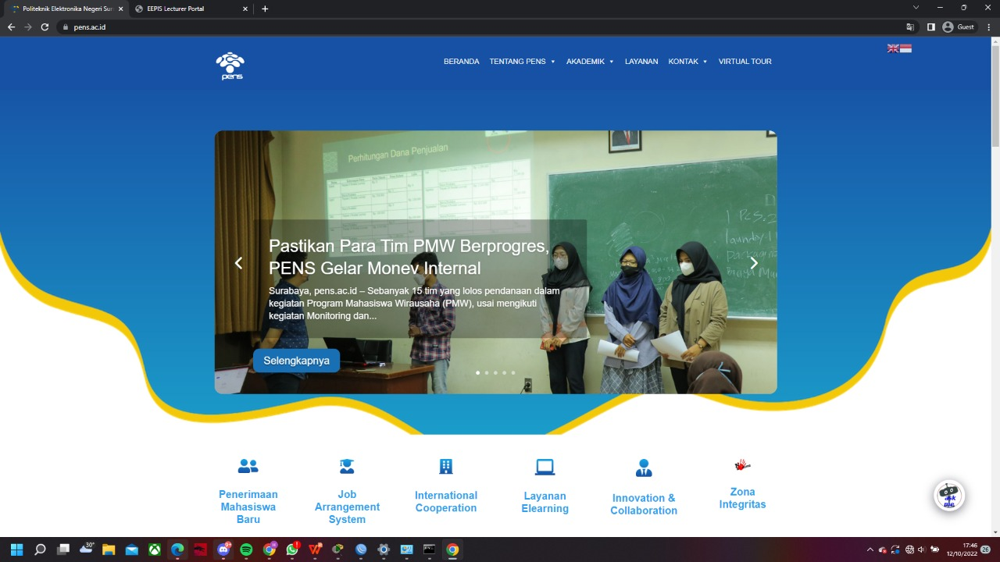 Politeknik Elektronika Negeri Sur
EEPIS Lecturer Portal
pens.ac.id
Guest
pens
BERANDA TENTANG PENS AKADEMIK LAYANAN KONTAK VIRTUAL TOUR
Perhitungan Dana Penjualan
Pastikan Para Tim PMW Berprogres,
PENS Gelar Monev Internal
Surabaya, pens.ac.id – Sebanyak 15 tim yang lolos pendanaan dalam
kegiatan Program Mahasiswa Wirausaha (PMW), usai mengikuti
kegiatan Monitoring dan...
Selengkapnya
Penerimaan
Mahasiswa
Baru
Job
Arrangement
System
International
Cooperation
Layanan
Elearning
Innovation &
Collaboration
Zona
Integritas
ask
me
30°
17:46
12/10/2022